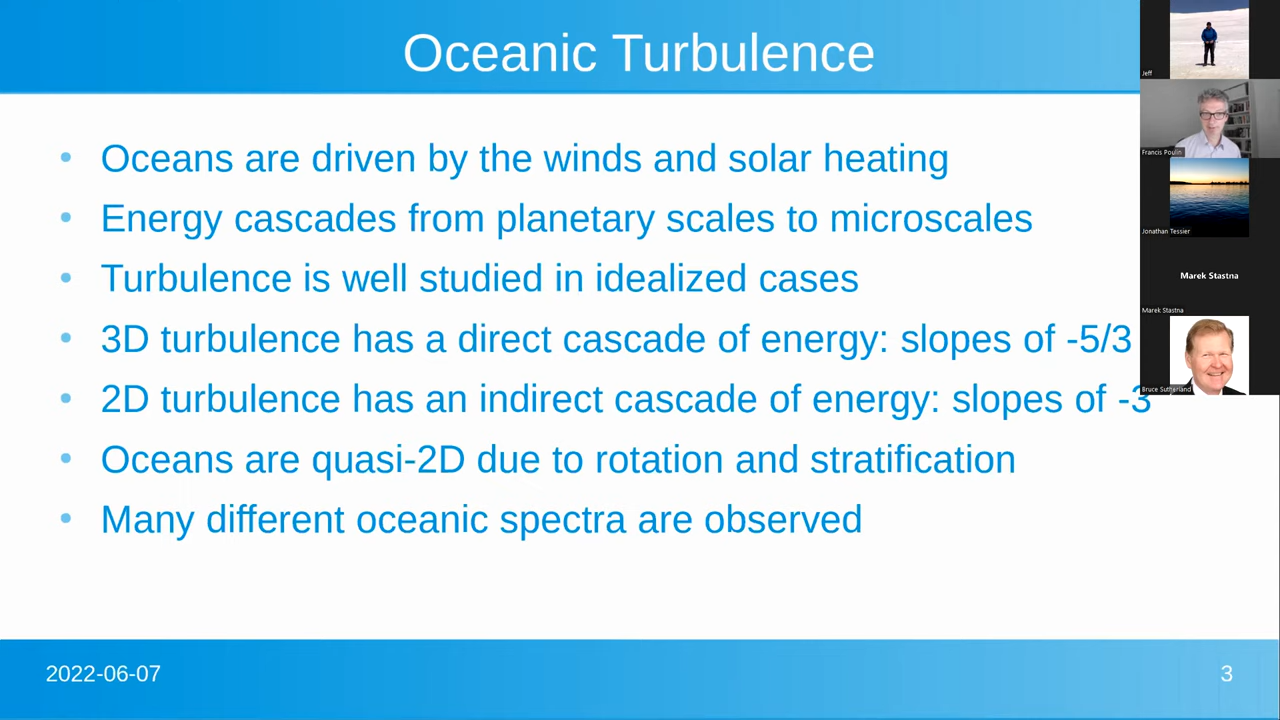 Oceanic Turbulence
• Oceans are driven by the winds and solar heating
• Energy cascades from planetary scales to microscales
• Turbulence is well studied in idealized cases
• 3D turbulence has a direct cascade of energy: slopes of -5/3
• 2D turbulence has an indirect cascade of energy: slopes of -3
• Oceans are quasi-2D due to rotation and stratification
• Many different oceanic spectra are observed
2022-06-07
3
Jeff
Francis Poulin
Jonathan Tessier
Marek Stastna
Marek Stastna
Bruce Sutherland